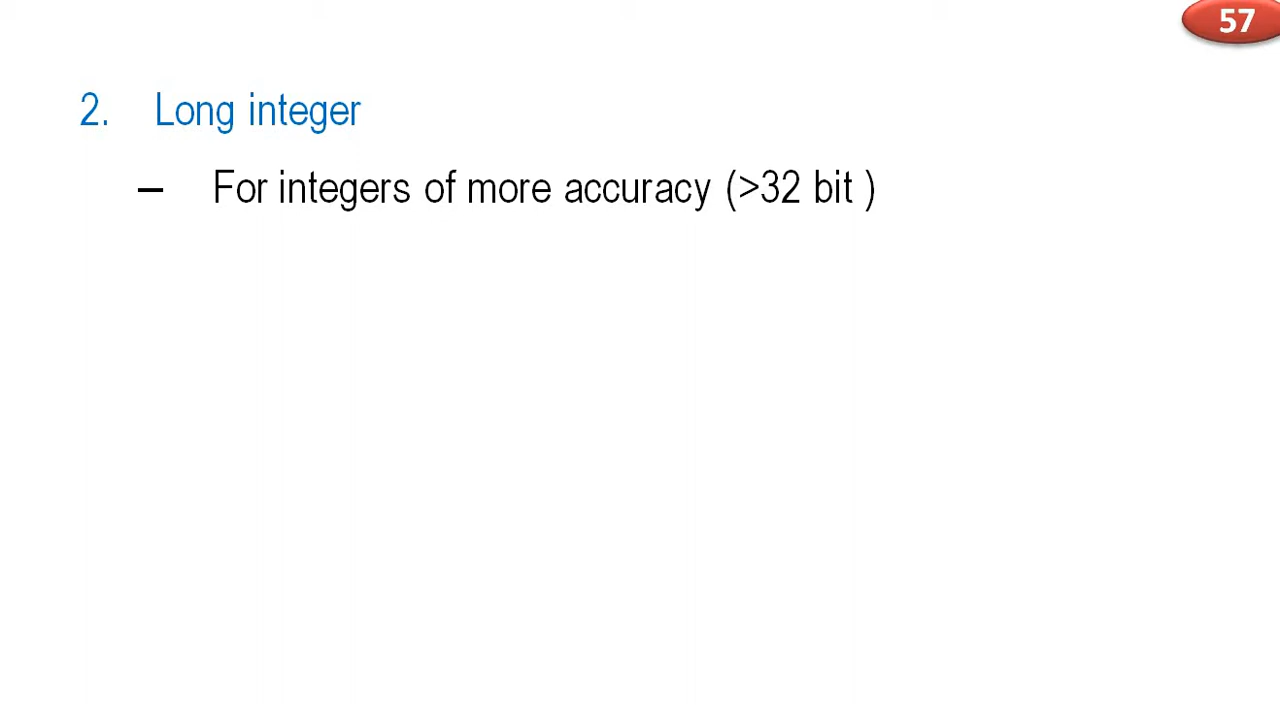 57
2. Long integer
– For integers of more accuracy (>32 bit )